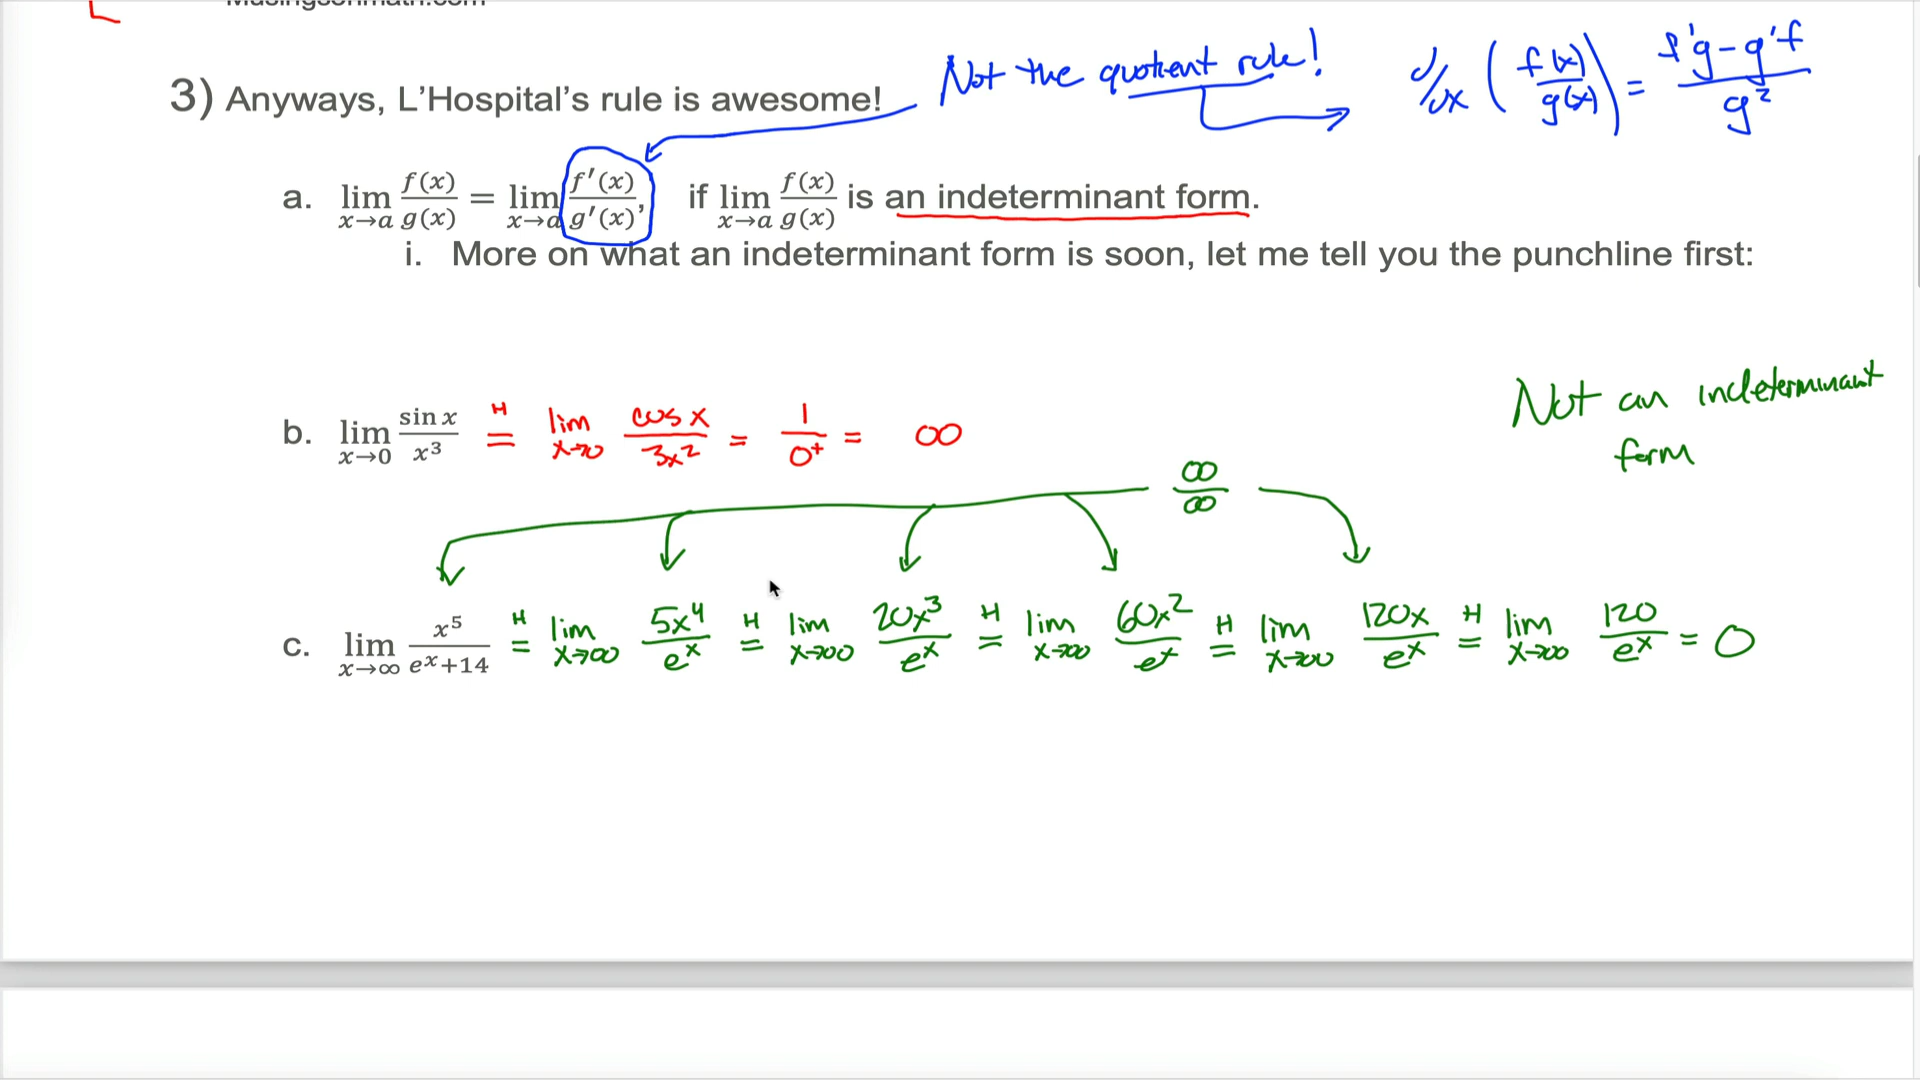 Not the quotient rule! d/dx ( f(x) / g(x) ) = f'g - g'f / g²
3) Anyways, L'Hospital's rule is awesome!
a. lim x→a f(x)/g(x) = lim x→a f′(x)/g′(x), if lim x→a f(x)/g(x) is an indeterminant form.
i. More on what an indeterminant form is soon, let me tell you the punchline first:
Not an indeterminant
form
b. lim x→0 sin x / x³ =ᴴ lim x→0 cos x / 3x² = 1/0⁺ = ∞
∞/∞
c. lim x→∞ x⁵ / eˣ+14 =ᴴ lim x→∞ 5x⁴ / eˣ =ᴴ lim x→∞ 20x³ / eˣ =ᴴ lim x→∞ 60x² / eˣ =ᴴ lim x→∞ 120x / eˣ =ᴴ lim x→∞ 120 / eˣ = 0